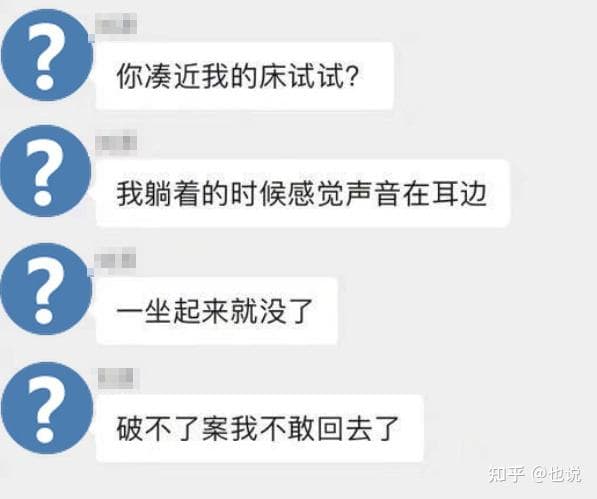 你凑近我的床试试?
我躺着的时候感觉声音在耳边
一坐起来就没了
破不了案我不敢回去了
知乎 @也说